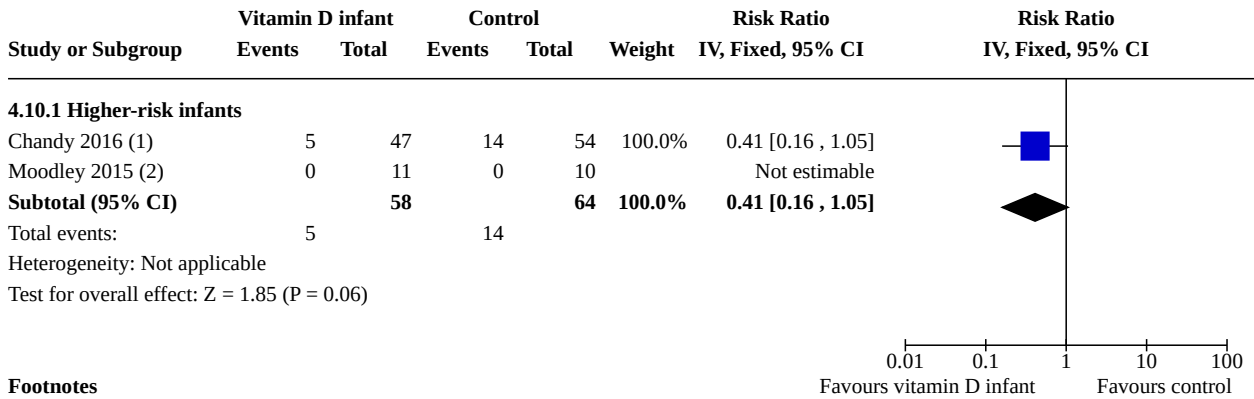 Vitamin D infant Control Risk Ratio Risk Ratio
Study or Subgroup Events Total Events Total Weight IV, Fixed, 95% CI IV, Fixed, 95% CI
4.10.1 Higher-risk infants
Chandy 2016 (1) 5 47 14 54 100.0% 0.41 [0.16 , 1.05]
Moodley 2015 (2) 0 11 0 10 Not estimable
Subtotal (95% CI) 58 64 100.0% 0.41 [0.16 , 1.05]
Total events: 5 14
Heterogeneity: Not applicable
Test for overall effect: Z = 1.85 (P = 0.06)
0.01 0.1 1 10 100
Footnotes Favours vitamin D infant Favours control